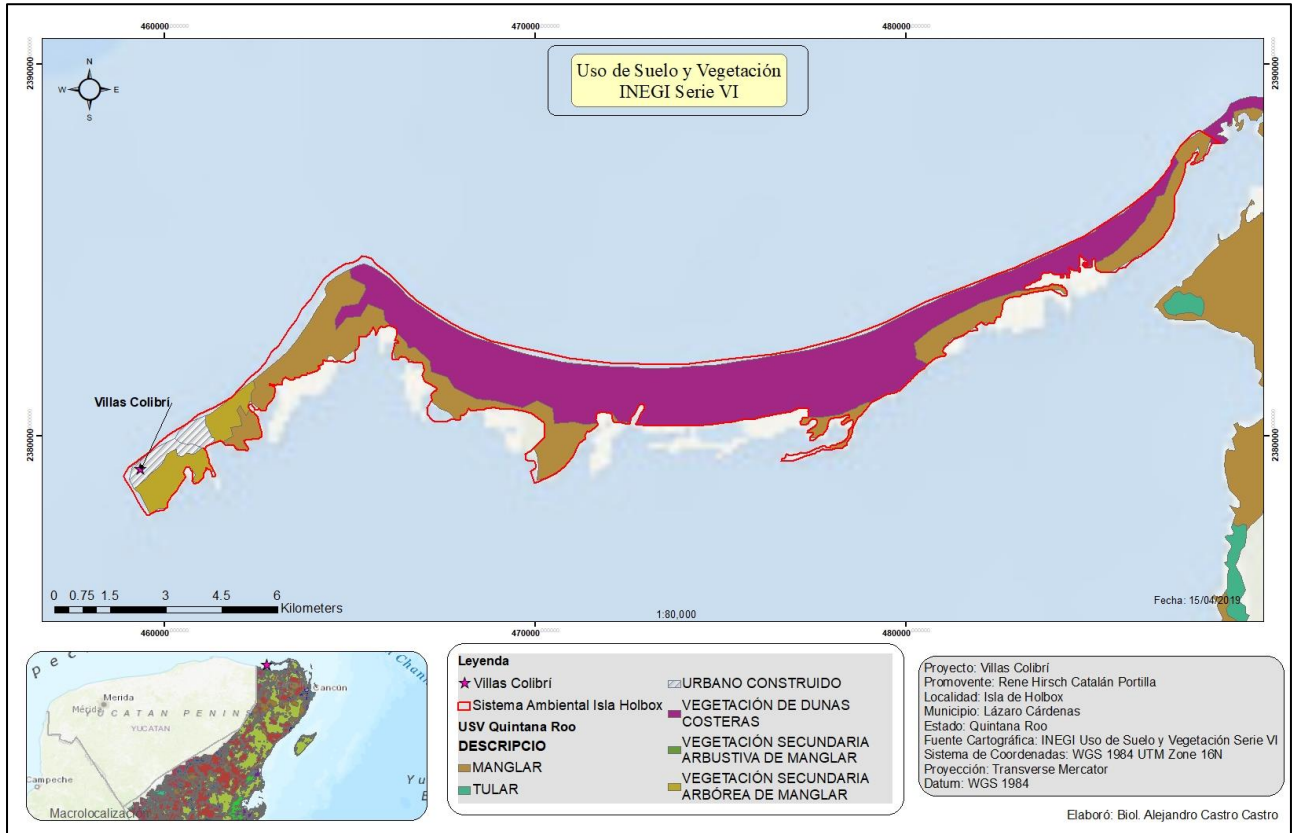 460000
470000
480000
2390000
2390000
N
W E
S
Uso de Suelo y Vegetación
INEGI Serie VI
Villas Colibrí
2380000
2380000
0 0.75 1.5 3 4.5 6
Kilometers
1:80,000
Fecha: 15/04/2019
460000
470000
480000
Merida
Mérida
YUCATAN PENIN
YUCATAN
Cancún
Campeche
Macrolocalización
Leyenda
Villas Colibrí
Sistema Ambiental Isla Holbox
USV Quintana Roo
DESCRIPCIO
MANGLAR
TULAR
URBANO CONSTRUIDO
VEGETACIÓN DE DUNAS
COSTERAS
VEGETACIÓN SECUNDARIA
ARBUSTIVA DE MANGLAR
VEGETACIÓN SECUNDARIA
ARBÓREA DE MANGLAR
Proyecto: Villas Colibrí
Promovente: Rene Hirsch Catalán Portilla
Localidad: Isla de Holbox
Municipio: Lázaro Cárdenas
Estado: Quintana Roo
Fuente Cartográfica: INEGI Uso de Suelo y Vegetación Serie VI
Sistema de Coordenadas: WGS 1984 UTM Zone 16N
Proyección: Transverse Mercator
Datum: WGS 1984
Elaboró: Biol. Alejandro Castro Castro